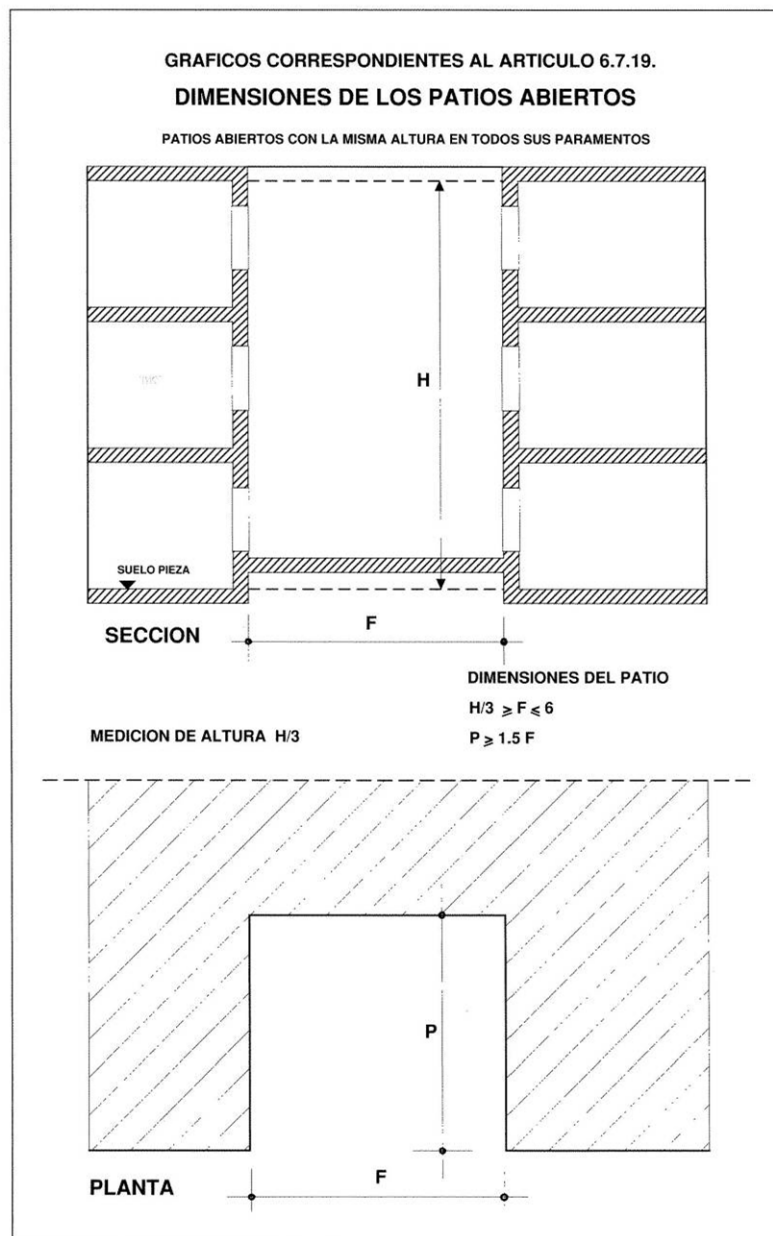 GRAFICOS CORRESPONDIENTES AL ARTICULO 6.7.19.
DIMENSIONES DE LOS PATIOS ABIERTOS
PATIOS ABIERTOS CON LA MISMA ALTURA EN TODOS SUS PARAMENTOS
H
SUELO PIEZA
SECCION
F
DIMENSIONES DEL PATIO
H/3 ⩾ F ⩽ 6
MEDICION DE ALTURA H/3
P ⩾ 1.5 F
P
PLANTA
F